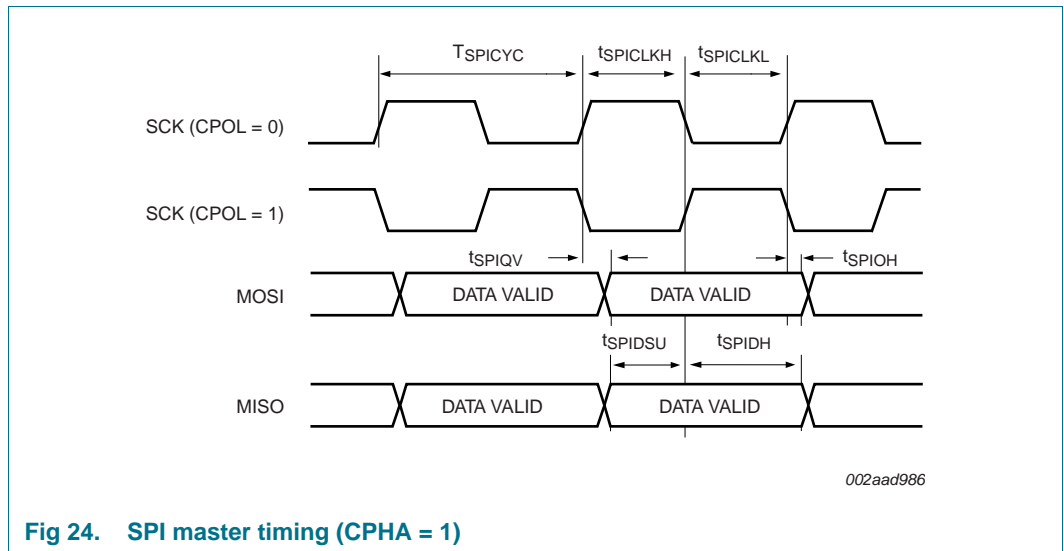 TSPICYC tSPICLKH tSPICLKL
SCK (CPOL = 0)
SCK (CPOL = 1)
tSPIQV tSPIOH
MOSI DATA VALID DATA VALID
tSPIDSU tSPIDH
MISO DATA VALID DATA VALID
002aad986
Fig 24. SPI master timing (CPHA = 1)